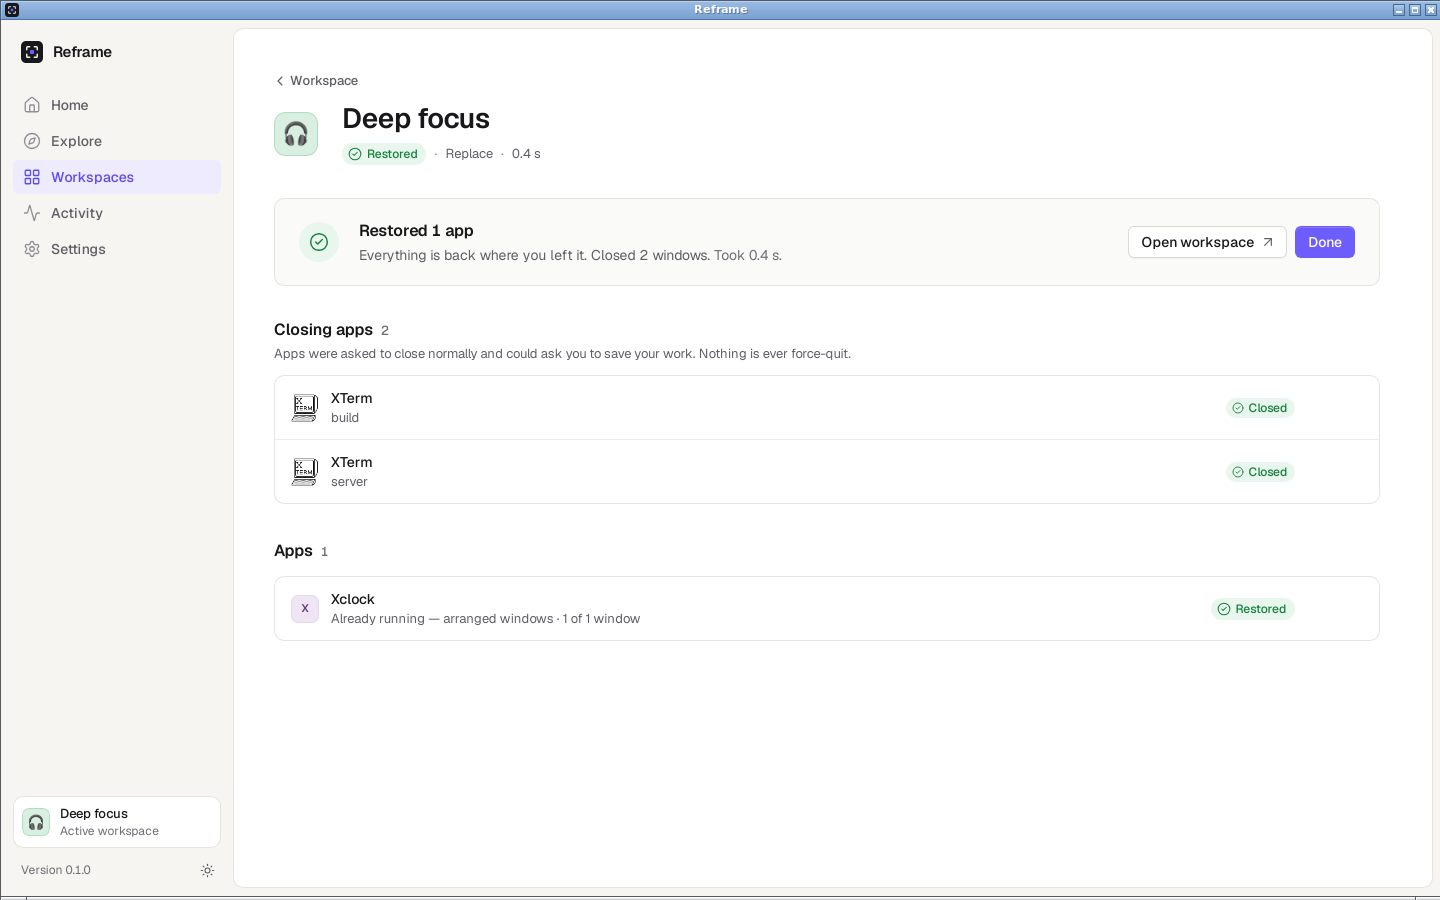 Reframe
Reframe
Home
Explore
Workspaces
Activity
Settings
Workspace
Deep focus
Restored · Replace · 0.4 s
Restored 1 app
Everything is back where you left it. Closed 2 windows. Took 0.4 s.
Open workspace
Done
Closing apps 2
Apps were asked to close normally and could ask you to save your work. Nothing is ever force-quit.
X
TERM
XTerm
build
Closed
X
TERM
XTerm
server
Closed
Apps 1
X
Xclock
Already running — arranged windows · 1 of 1 window
Restored
Deep focus
Active workspace
Version 0.1.0